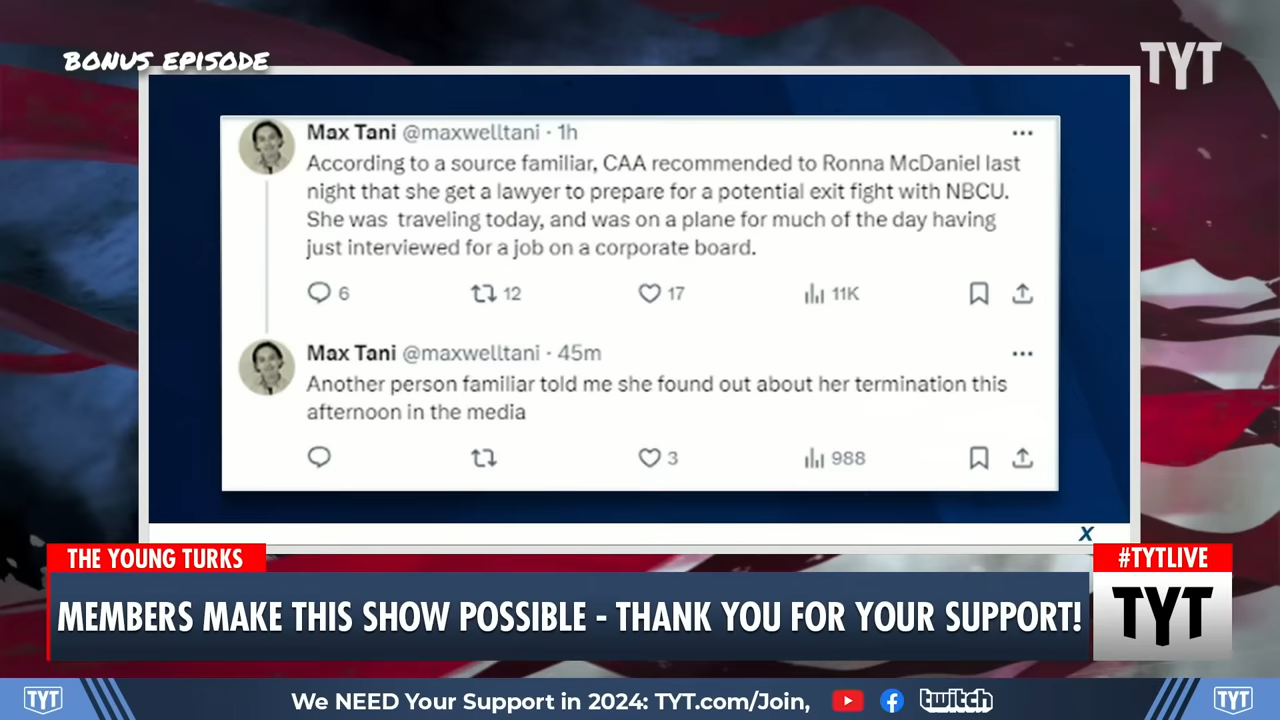 BONUS EPISODE
TYT
Max Tani @maxwelltani · 1h
According to a source familiar, CAA recommended to Ronna McDaniel last
night that she get a lawyer to prepare for a potential exit fight with NBCU.
She was traveling today, and was on a plane for much of the day having
just interviewed for a job on a corporate board.
6 12 17 11K
Max Tani @maxwelltani · 45m
Another person familiar told me she found out about her termination this
afternoon in the media
3 988
X
THE YOUNG TURKS
#TYTLIVE
MEMBERS MAKE THIS SHOW POSSIBLE - THANK YOU FOR YOUR SUPPORT!
TYT
TYT
We NEED Your Support in 2024: TYT.com/Join,
twitch
TYT